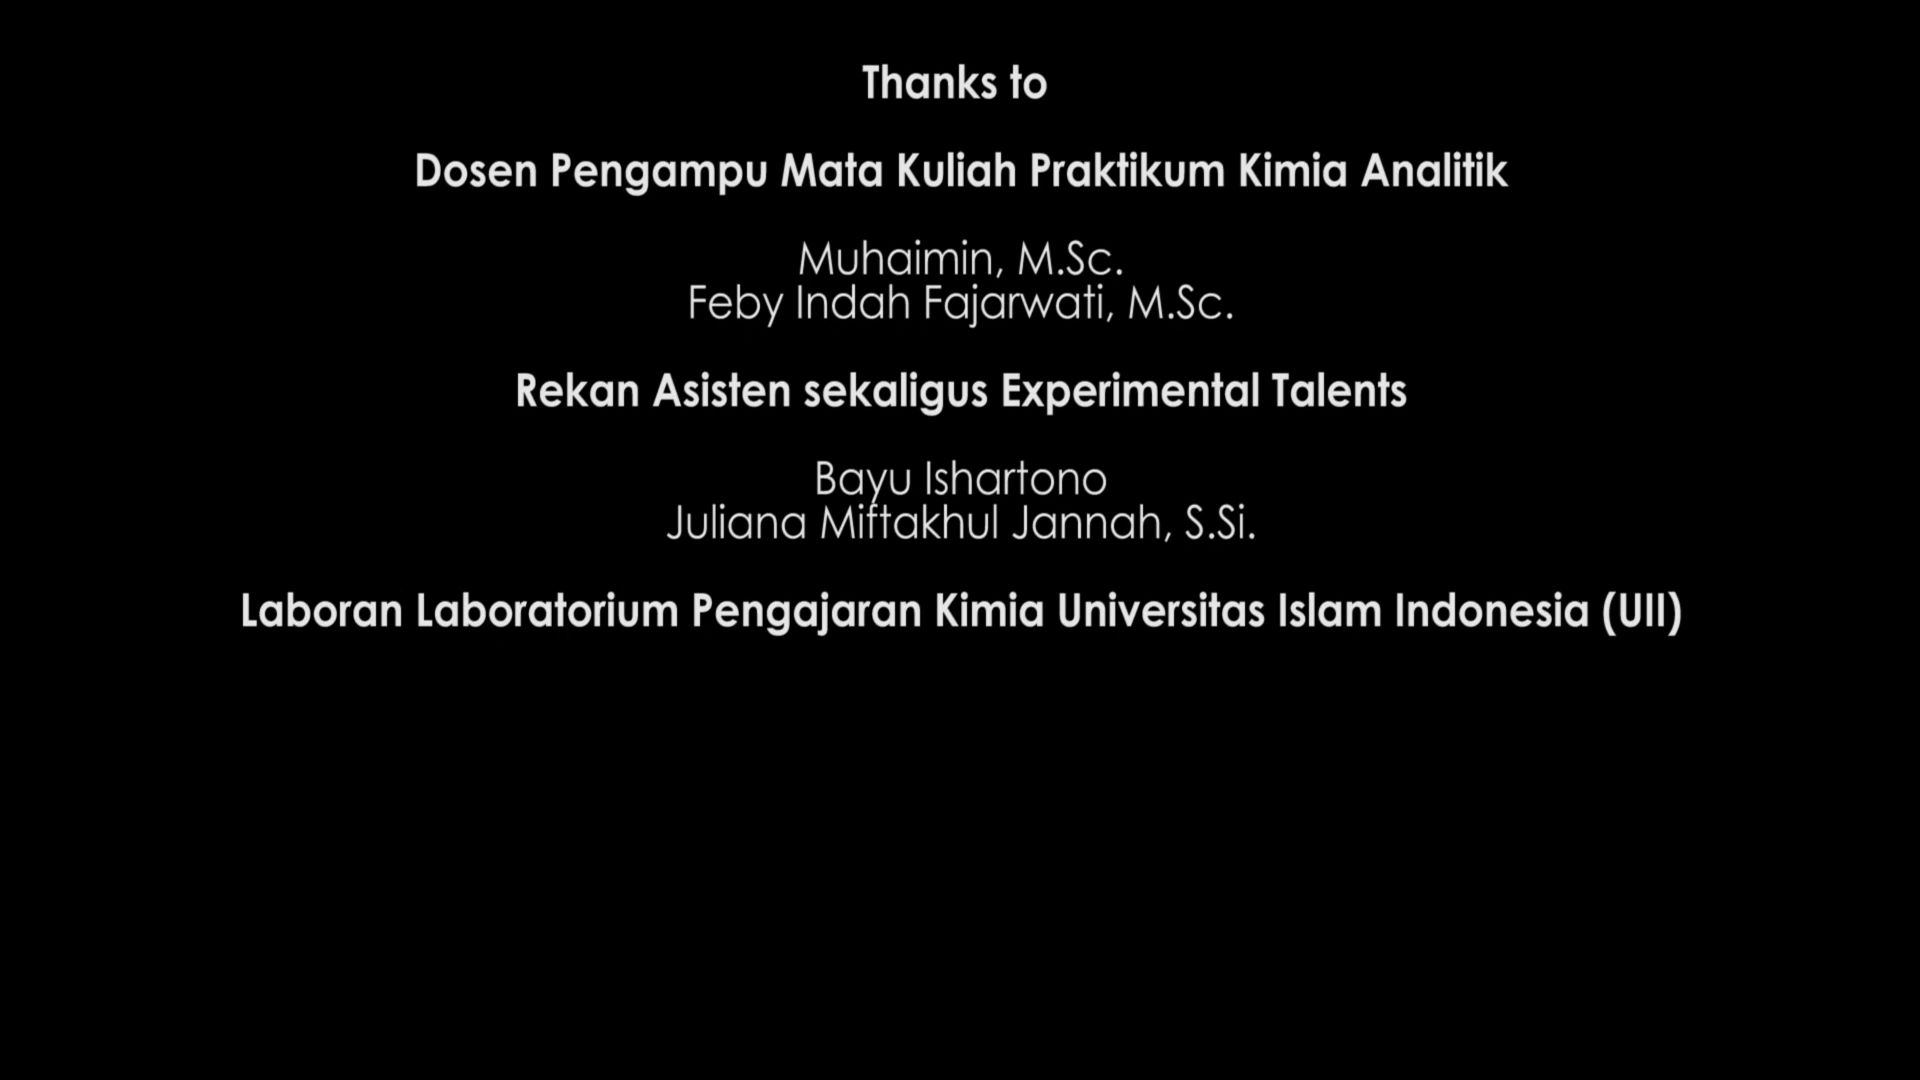 Thanks to
Dosen Pengampu Mata Kuliah Praktikum Kimia Analitik
Muhaimin, M.Sc.
Feby Indah Fajarwati, M.Sc.
Rekan Asisten sekaligus Experimental Talents
Bayu Ishartono
Juliana Miftakhul Jannah, S.Si.
Laboran Laboratorium Pengajaran Kimia Universitas Islam Indonesia (UII)